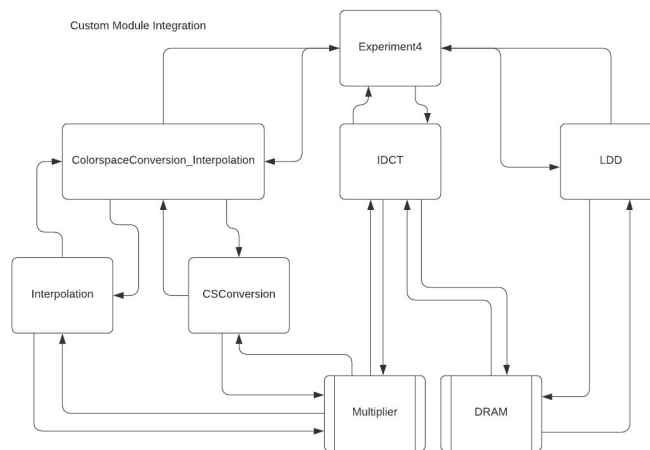 Custom Module Integration
Experiment4
ColorspaceConversion_Interpolation
IDCT
LDD
Interpolation
CSConversion
Multiplier
DRAM